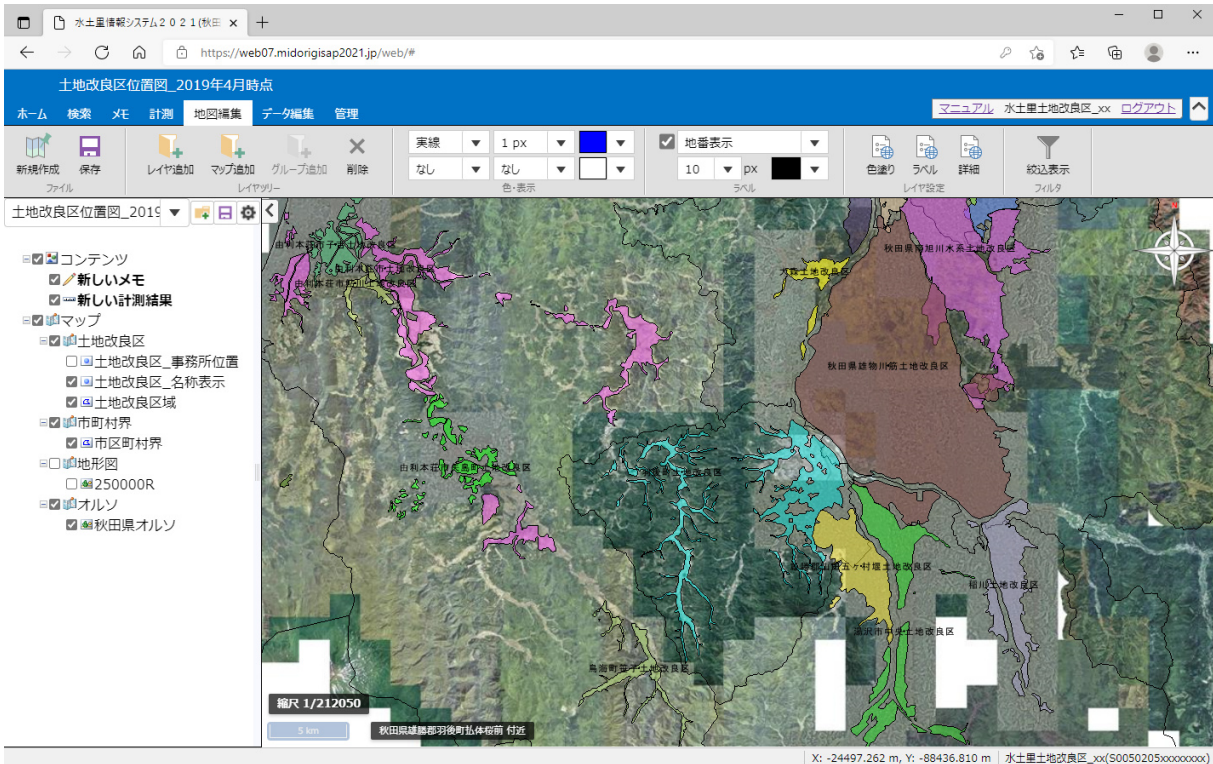 水土里情報システム２０２１(秋田
https://web07.midorigisap2021.jp/web/#
土地改良区位置図_2019年4月時点
ホーム 検索 メモ 計測 地図編集 データ編集 管理
マニュアル 水土里土地改良区_xx ログアウト
実線 1 px 地番表示
なし なし 10 px
新規作成 保存 レイヤ追加 マップ追加 グループ追加 削除 色塗り ラベル 詳細 絞込表示
ファイル レイヤツリー 色・表示 ラベル レイヤ設定 フィルタ
土地改良区位置図_2019
コンテンツ
新しいメモ
新しい計測結果
マップ
土地改良区
土地改良区_事務所位置
土地改良区_名称表示
土地改良区域
市町村界
市区町村界
地形図
250000R
オルソ
秋田県オルソ
秋田県雄物川筋土地改良区
稲川土地改良区
湯沢市中央土地改良区
鳥海町笹子土地改良区
縮尺 1/212050
5 km
秋田県雄勝郡羽後町払体桜前 付近
X: -24497.262 m, Y: -88436.810 m 水土里土地改良区_xx(S0050205xxxxxxxx)